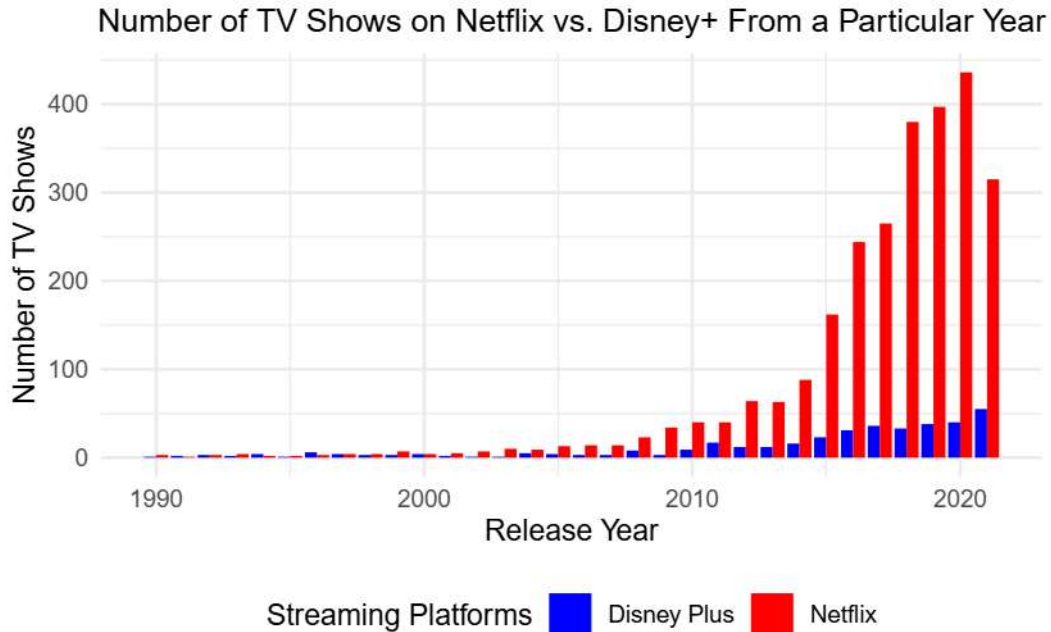 Number of TV Shows on Netflix vs. Disney+ From a Particular Year
Number of TV Shows
400
300
200
100
0
1990
2000
2010
2020
Release Year
Streaming Platforms
Disney Plus
Netflix